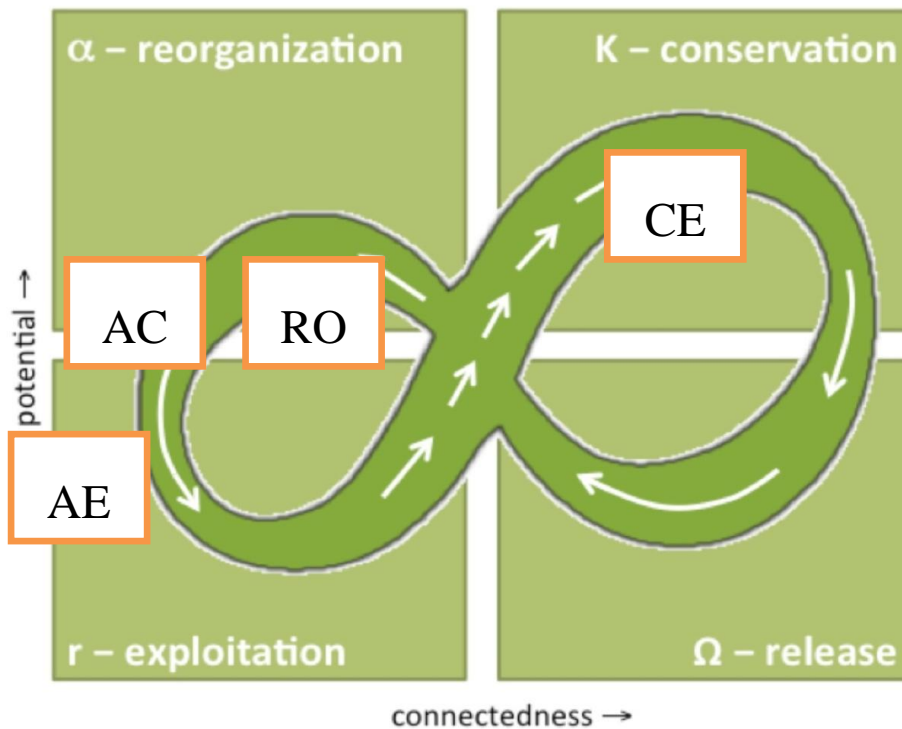 α – reorganization
K – conservation
CE
AC
RO
potential →
AE
r – exploitation
Ω – release
connectedness →